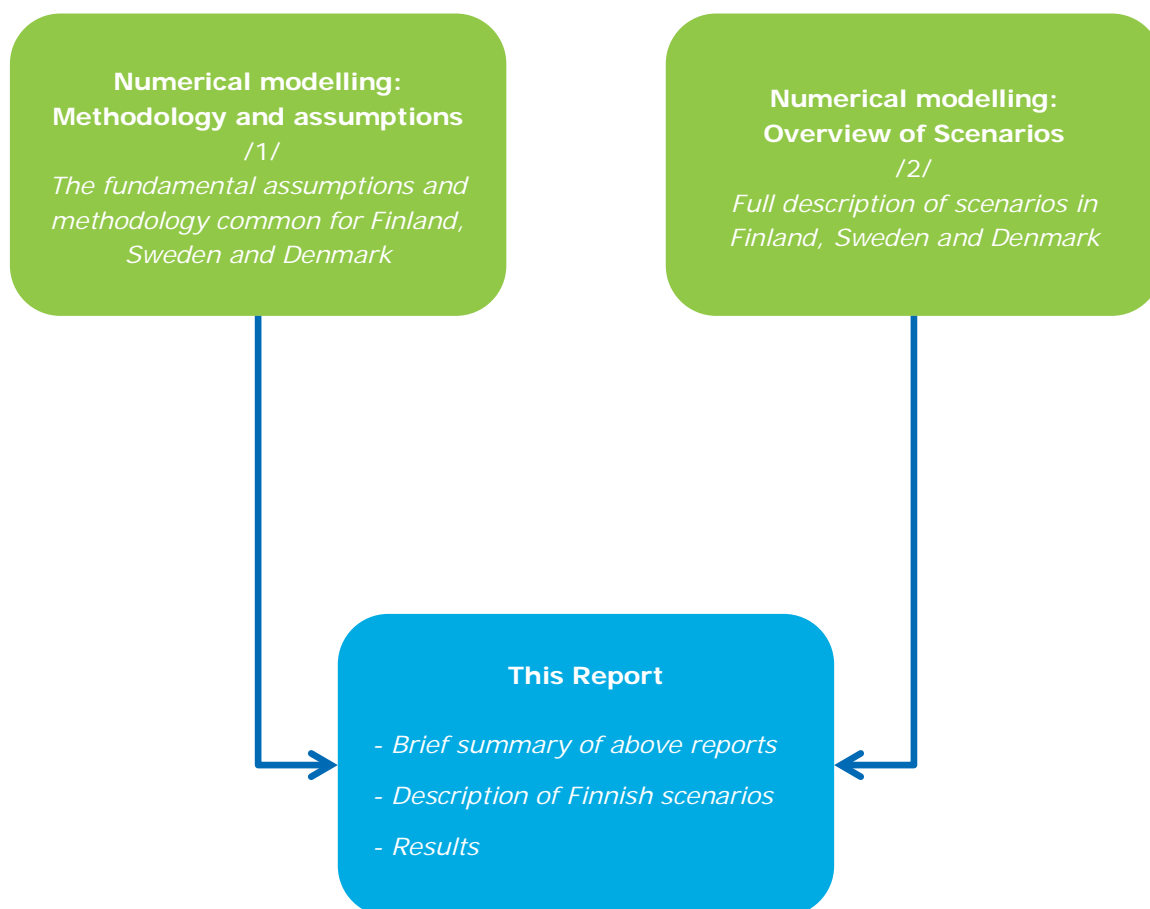 Numerical modelling:
Methodology and assumptions
/1/
The fundamental assumptions and
methodology common for Finland,
Sweden and Denmark
Numerical modelling:
Overview of Scenarios
/2/
Full description of scenarios in
Finland, Sweden and Denmark
This Report
- Brief summary of above reports
- Description of Finnish scenarios
- Results